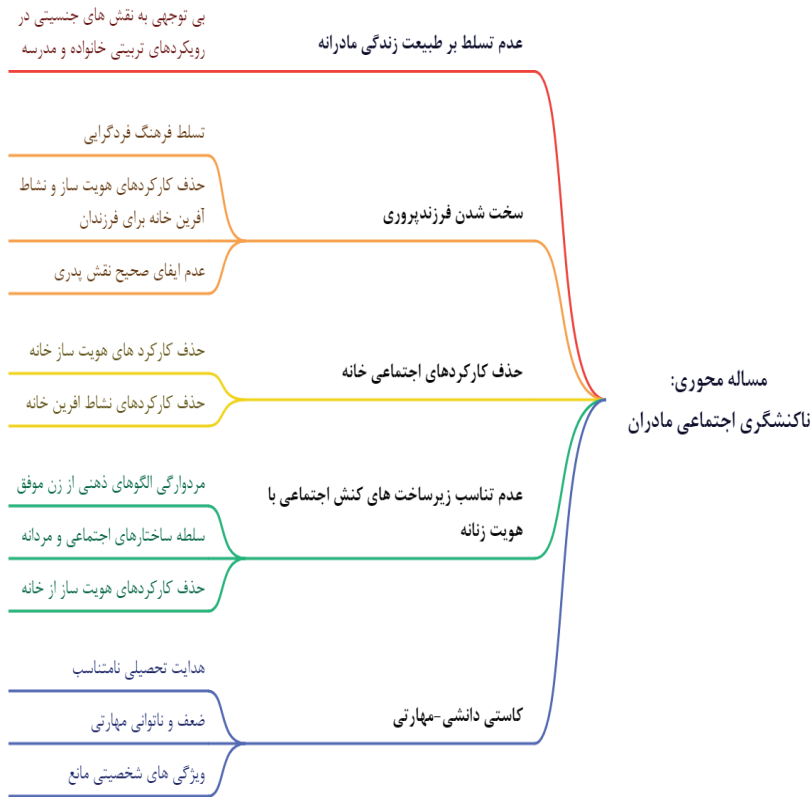 مساله محوری:
ناکنشگری اجتماعی مادران
عدم تسلط بر طبیعت زندگی مادرانه
بی توجهی به نقش های جنسیتی در
رویکردهای تربیتی خانواده و مدرسه
سخت شدن فرزندپروری
تسلط فرهنگ فردگرایی
حذف کارکردهای هویت ساز و نشاط
آفرین خانه برای فرزندان
عدم ایفای صحیح نقش پدری
حذف کارکردهای اجتماعی خانه
حذف کارکرد های هویت ساز خانه
حذف کارکردهای نشاط افرین خانه
عدم تناسب زیرساخت های کنش اجتماعی با
هویت زنانه
مردوارگی الگوهای ذهنی از زن موفق
سلطه ساختارهای اجتماعی و مردانه
حذف کارکردهای هویت ساز از خانه
کاستی دانشی-مهارتی
هدایت تحصیلی نامتناسب
ضعف و ناتوانی مهارتی
ویژگی های شخصیتی مانع